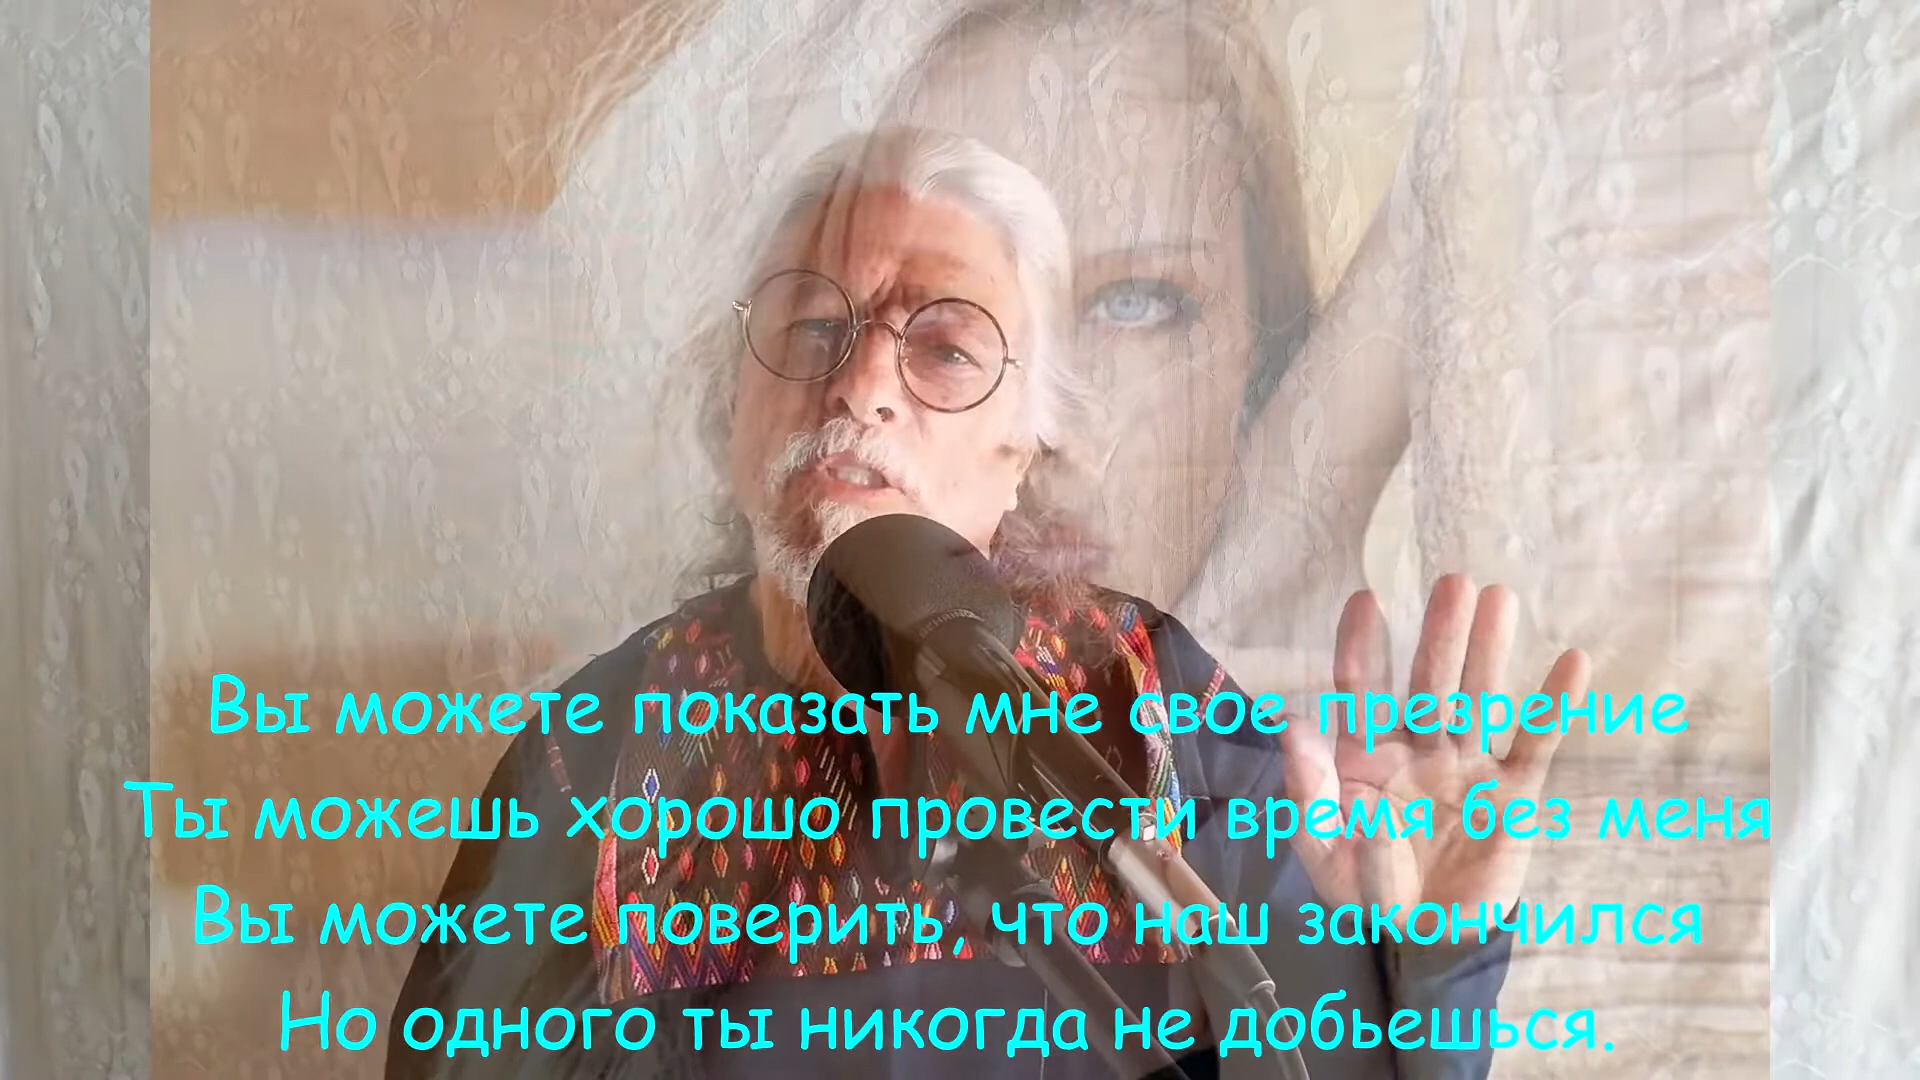 Вы можете показать мне свое презрение
Ты можешь хорошо провести время без меня
Вы можете поверить, что наш закончился
Но одного ты никогда не добьешься.